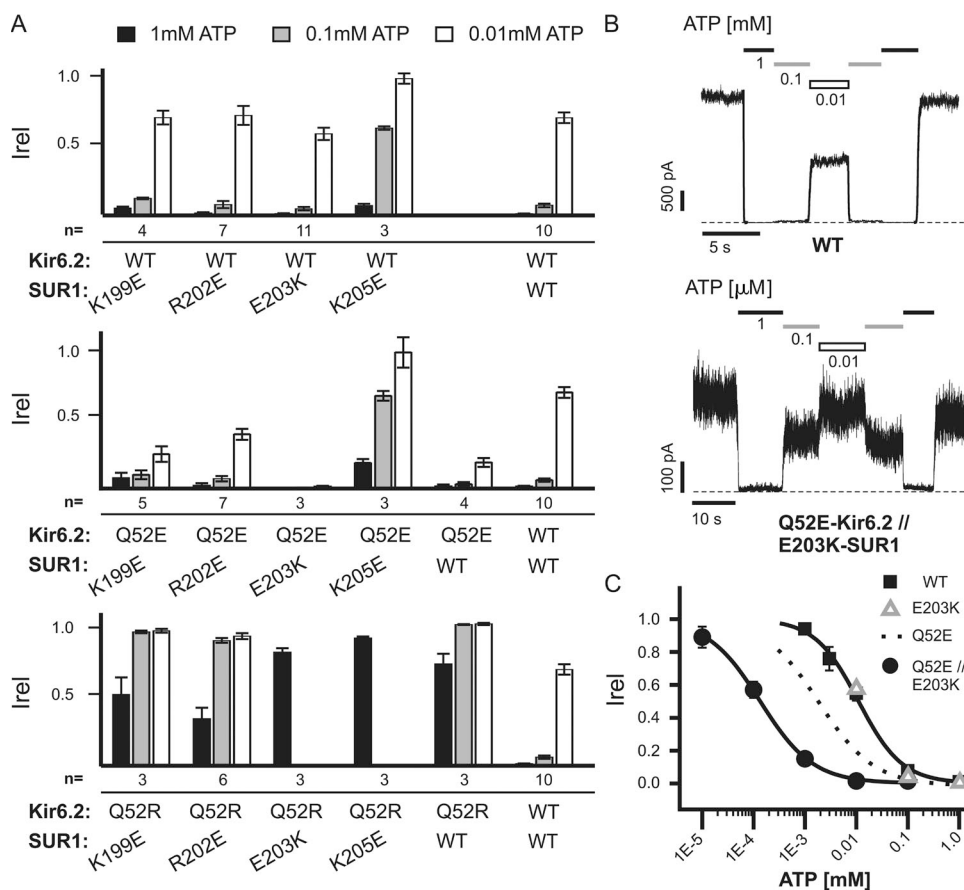 A
1mM ATP 0.1mM ATP 0.01mM ATP
1.0
0.5
Irel
n= 4 7 11 3 10
Kir6.2: WT WT WT WT WT
SUR1: K199E R202E E203K K205E WT
1.0
0.5
Irel
n= 5 7 3 3 4 10
Kir6.2: Q52E Q52E Q52E Q52E Q52E WT
SUR1: K199E R202E E203K K205E WT WT
1.0
0.5
Irel
n= 3 6 3 3 3 10
Kir6.2: Q52R Q52R Q52R Q52R Q52R WT
SUR1: K199E R202E E203K K205E WT WT
B
ATP [mM]
1
0.1
0.01
500 pA
5 s
WT
ATP [μM]
1
0.1
0.01
100 pA
10 s
Q52E-Kir6.2 //
E203K-SUR1
C
WT
E203K
Q52E
Q52E //
E203K
1.0
0.8
0.6
0.4
0.2
0.0
Irel
1E-5 1E-4 1E-3 0.01 0.1 1.0
ATP [mM]